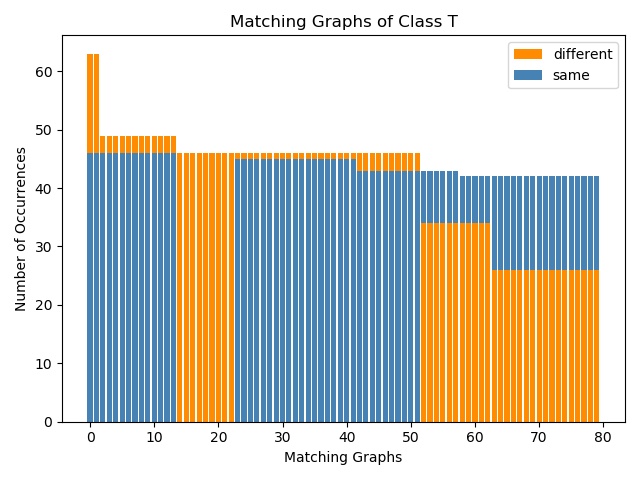 Matching Graphs of Class T
different
same
Number of Occurrences
60
50
40
30
20
10
0
0 10 20 30 40 50 60 70 80
Matching Graphs